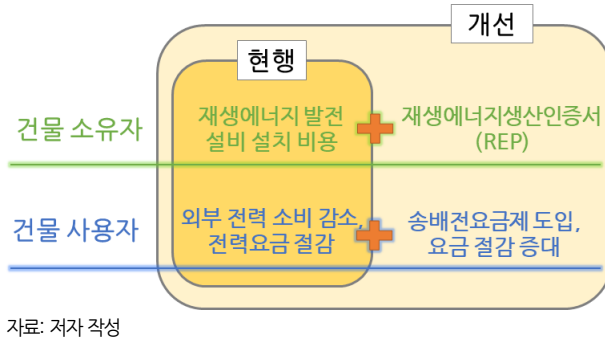 개선
현행
건물 소유자
재생에너지 발전
설비 설치 비용
재생에너지생산인증서
(REP)
건물 사용자
외부 전력 소비 감소,
전력요금 절감
송배전요금제 도입,
요금 절감 증대
자료: 저자 작성